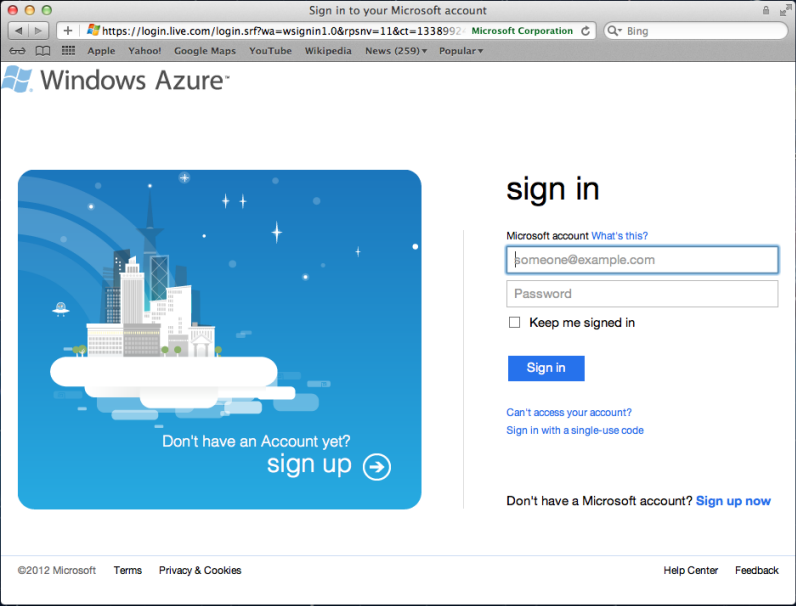 Sign in to your Microsoft account
https://login.live.com/login.srf?wa=wsignin1.0&rpsnv=11&ct=133899 Microsoft Corporation Bing
Apple Yahoo! Google Maps YouTube Wikipedia News (259) Popular
Windows Azure™
sign in
Microsoft account What's this?
someone@example.com
Password
Keep me signed in
Sign in
Can't access your account?
Sign in with a single-use code
Don't have an Account yet?
sign up
Don't have a Microsoft account? Sign up now
©2012 Microsoft Terms Privacy & Cookies Help Center Feedback